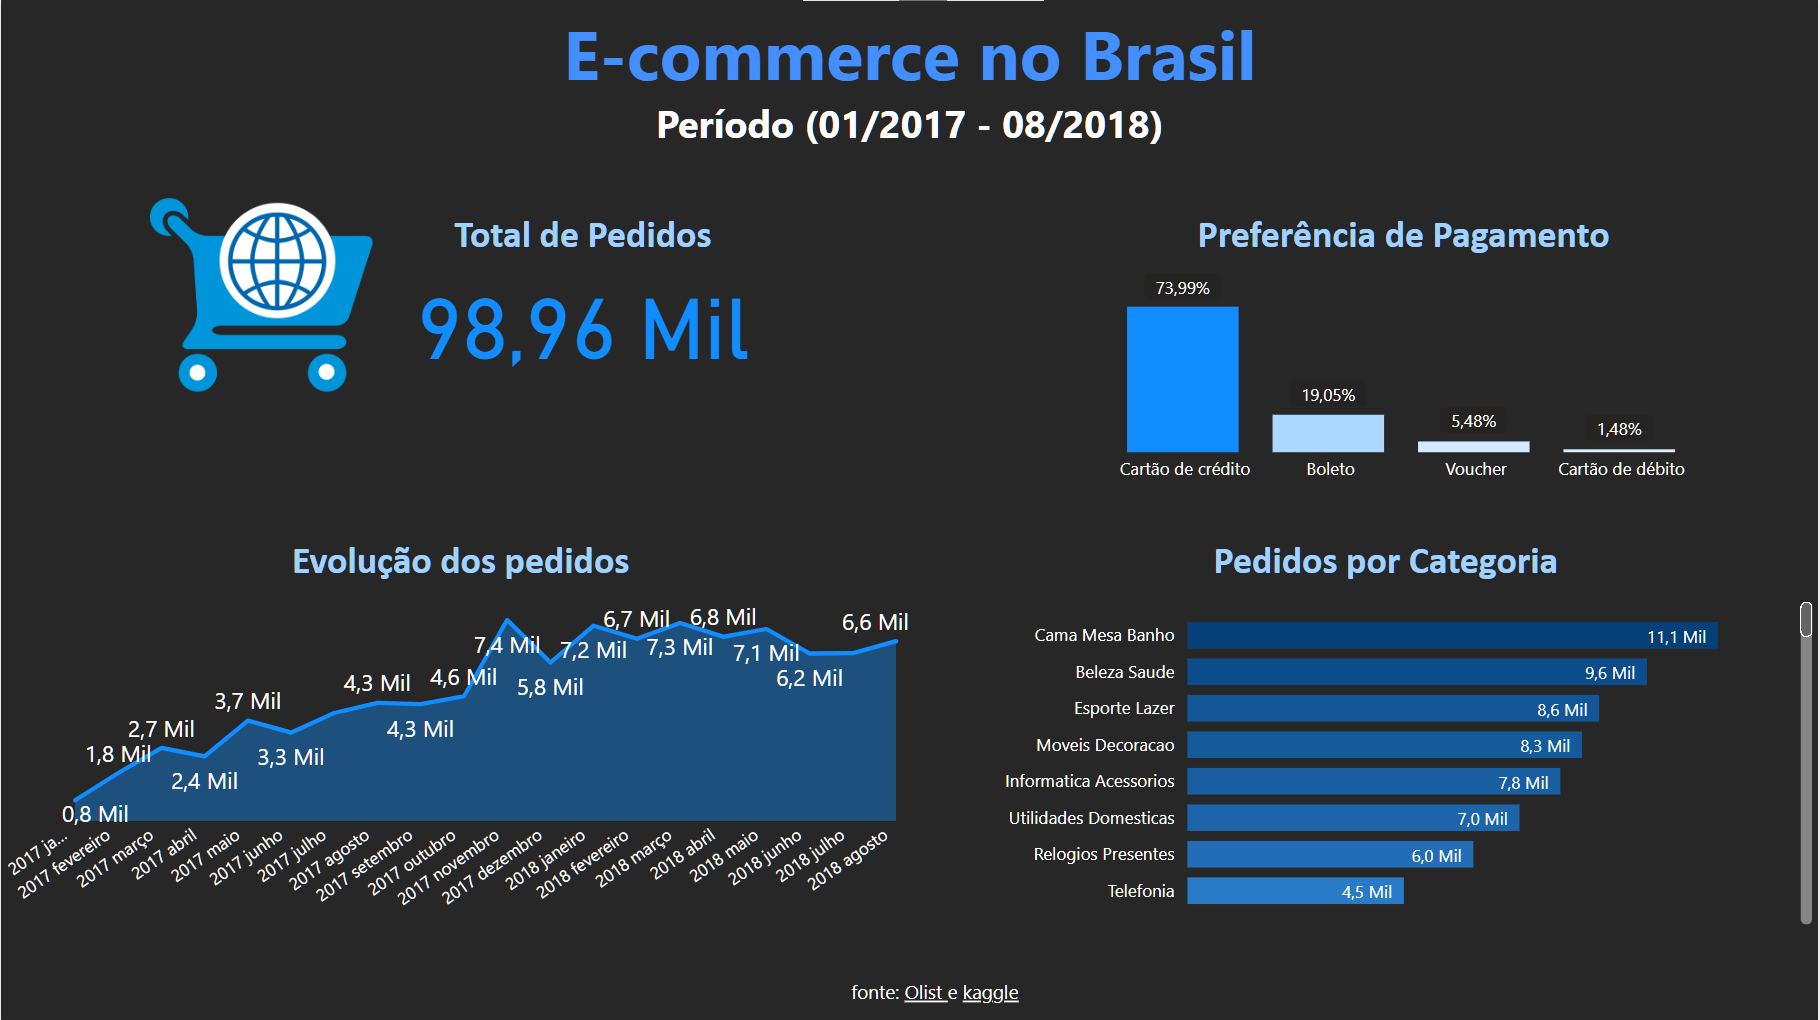 E-commerce no Brasil
Período (01/2017 - 08/2018)
Total de Pedidos
98,96 Mil
Preferência de Pagamento
73,99%
19,05%
5,48%
1,48%
Cartão de crédito
Boleto
Voucher
Cartão de débito
Evolução dos pedidos
0,8 Mil
1,8 Mil
2,7 Mil
2,4 Mil
3,7 Mil
3,3 Mil
4,3 Mil
4,3 Mil
4,6 Mil
7,4 Mil
5,8 Mil
7,2 Mil
6,7 Mil
7,3 Mil
6,8 Mil
7,1 Mil
6,2 Mil
6,6 Mil
2017 ja...
2017 fevereiro
2017 março
2017 abril
2017 maio
2017 junho
2017 julho
2017 agosto
2017 setembro
2017 outubro
2017 novembro
2017 dezembro
2018 janeiro
2018 fevereiro
2018 março
2018 abril
2018 maio
2018 junho
2018 julho
2018 agosto
Pedidos por Categoria
Cama Mesa Banho 11,1 Mil
Beleza Saude 9,6 Mil
Esporte Lazer 8,6 Mil
Moveis Decoracao 8,3 Mil
Informatica Acessorios 7,8 Mil
Utilidades Domesticas 7,0 Mil
Relogios Presentes 6,0 Mil
Telefonia 4,5 Mil
fonte: Olist e kaggle